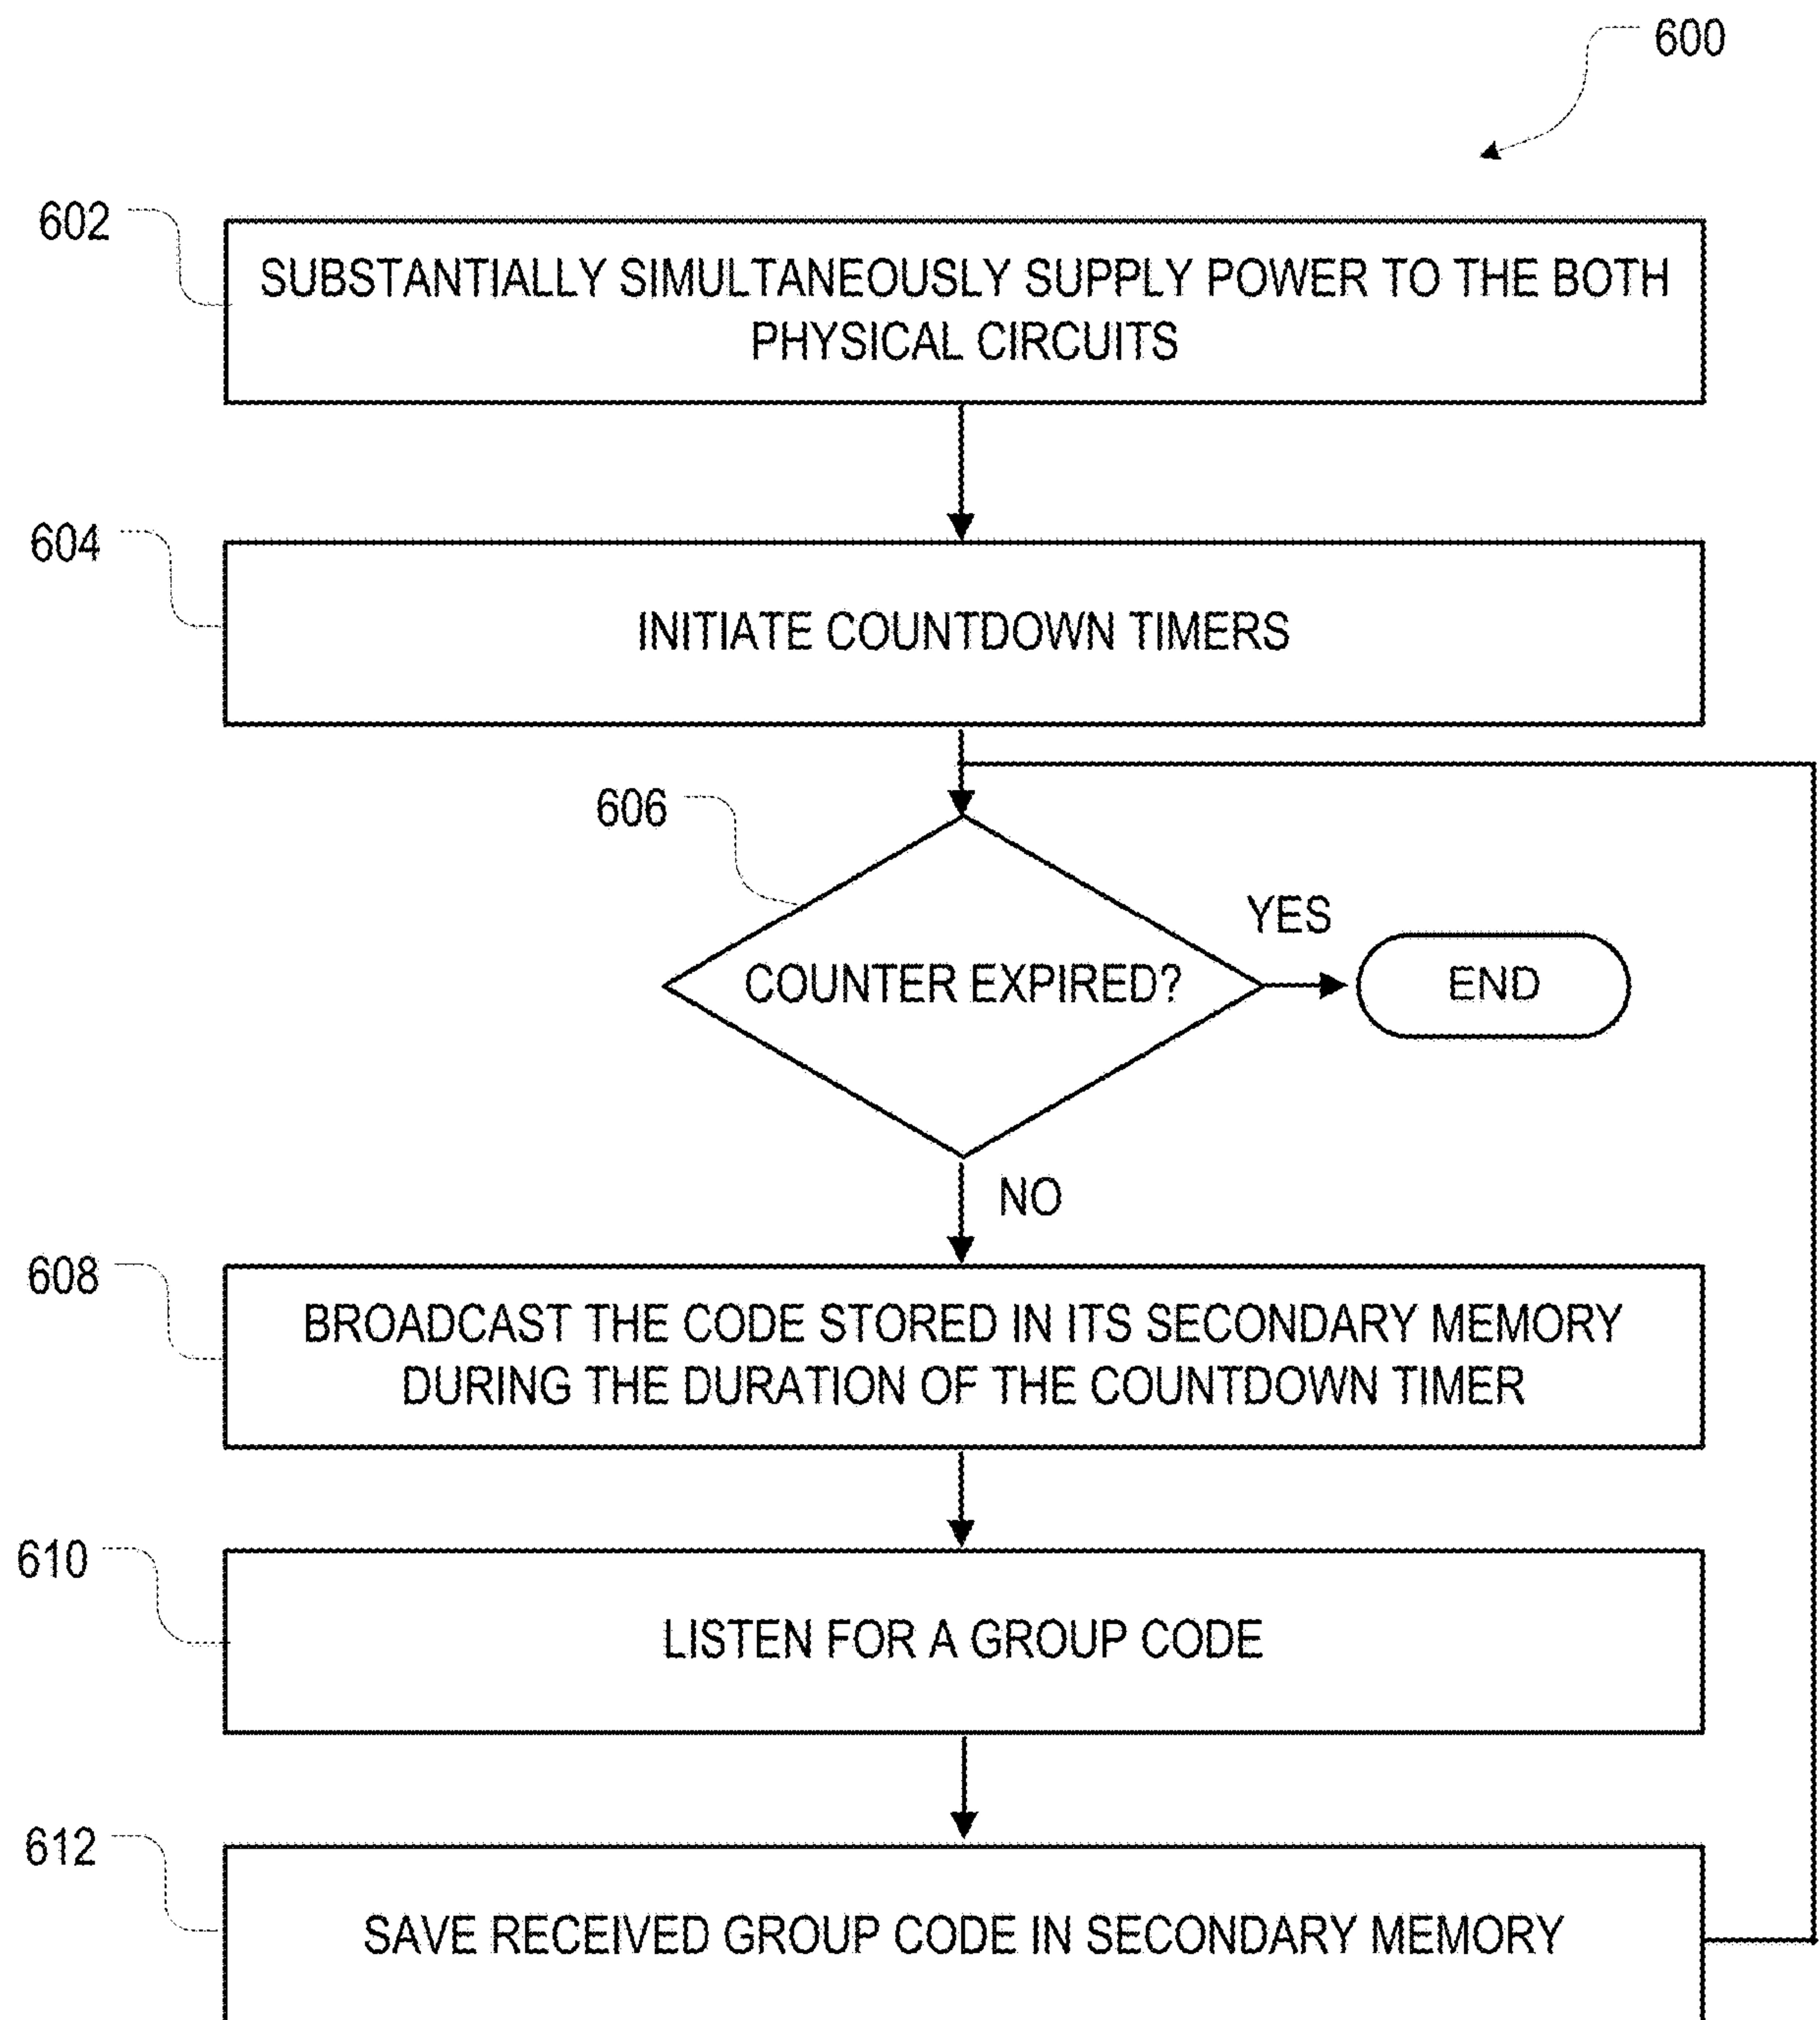 600
602
SUBSTANTIALLY SIMULTANEOUSLY SUPPLY POWER TO THE BOTH
PHYSICAL CIRCUITS
604
INITIATE COUNTDOWN TIMERS
606
YES
COUNTER EXPIRED?
END
NO
608
BROADCAST THE CODE STORED IN ITS SECONDARY MEMORY
DURING THE DURATION OF THE COUNTDOWN TIMER
610
LISTEN FOR A GROUP CODE
612
SAVE RECEIVED GROUP CODE IN SECONDARY MEMORY